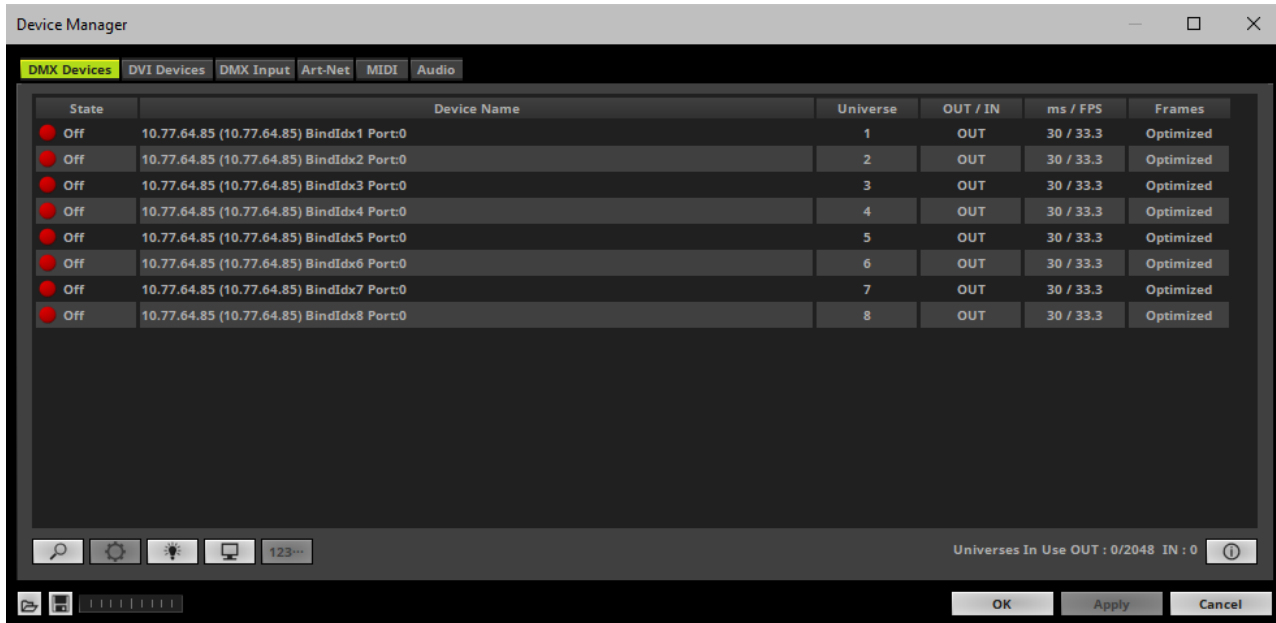 Device Manager
DMX Devices DVI Devices DMX Input Art-Net MIDI Audio
State Device Name Universe OUT / IN ms / FPS Frames
Off 10.77.64.85 (10.77.64.85) BindIdx1 Port:0 1 OUT 30 / 33.3 Optimized
Off 10.77.64.85 (10.77.64.85) BindIdx2 Port:0 2 OUT 30 / 33.3 Optimized
Off 10.77.64.85 (10.77.64.85) BindIdx3 Port:0 3 OUT 30 / 33.3 Optimized
Off 10.77.64.85 (10.77.64.85) BindIdx4 Port:0 4 OUT 30 / 33.3 Optimized
Off 10.77.64.85 (10.77.64.85) BindIdx5 Port:0 5 OUT 30 / 33.3 Optimized
Off 10.77.64.85 (10.77.64.85) BindIdx6 Port:0 6 OUT 30 / 33.3 Optimized
Off 10.77.64.85 (10.77.64.85) BindIdx7 Port:0 7 OUT 30 / 33.3 Optimized
Off 10.77.64.85 (10.77.64.85) BindIdx8 Port:0 8 OUT 30 / 33.3 Optimized
123... Universes In Use OUT : 0/2048 IN : 0
OK Apply Cancel